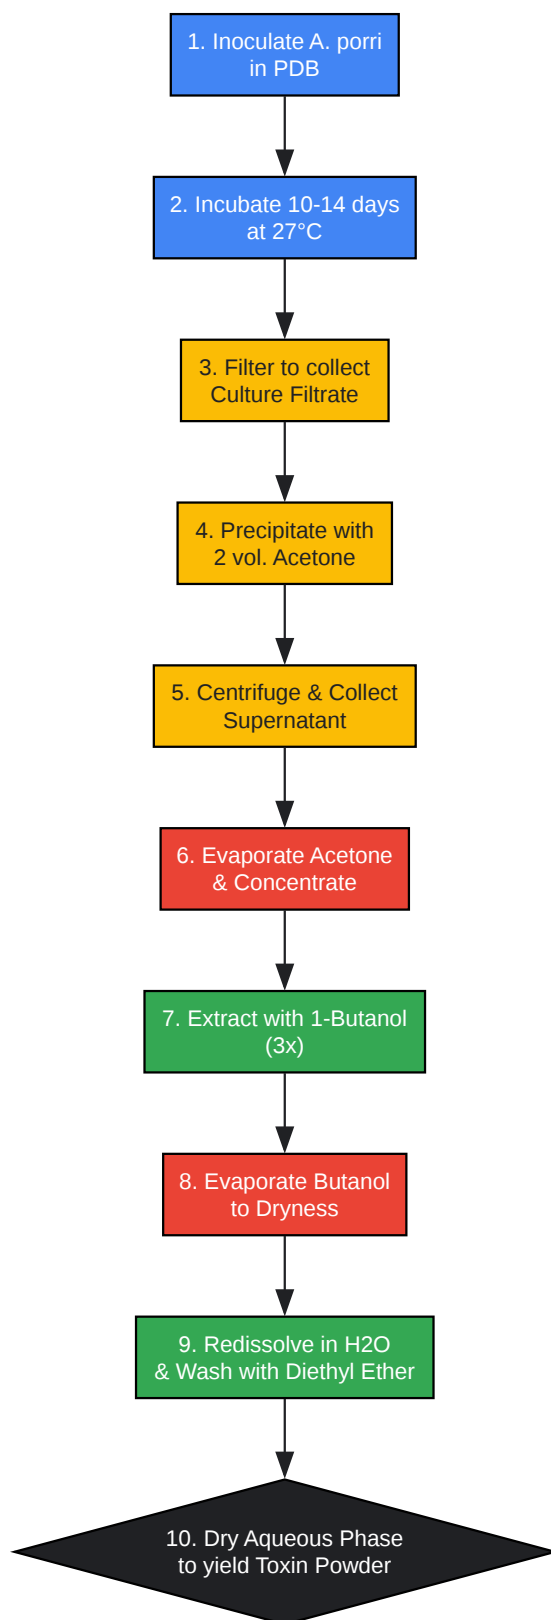 1. Inoculate A. porri
in PDB
2. Incubate 10-14 days
at 27°C
3. Filter to collect
Culture Filtrate
4. Precipitate with
2 vol. Acetone
5. Centrifuge & Collect
Supernatant
6. Evaporate Acetone
& Concentrate
7. Extract with 1-Butanol
(3x)
8. Evaporate Butanol
to Dryness
9. Redissolve in H2O
& Wash with Diethyl Ether
10. Dry Aqueous Phase
to yield Toxin Powder